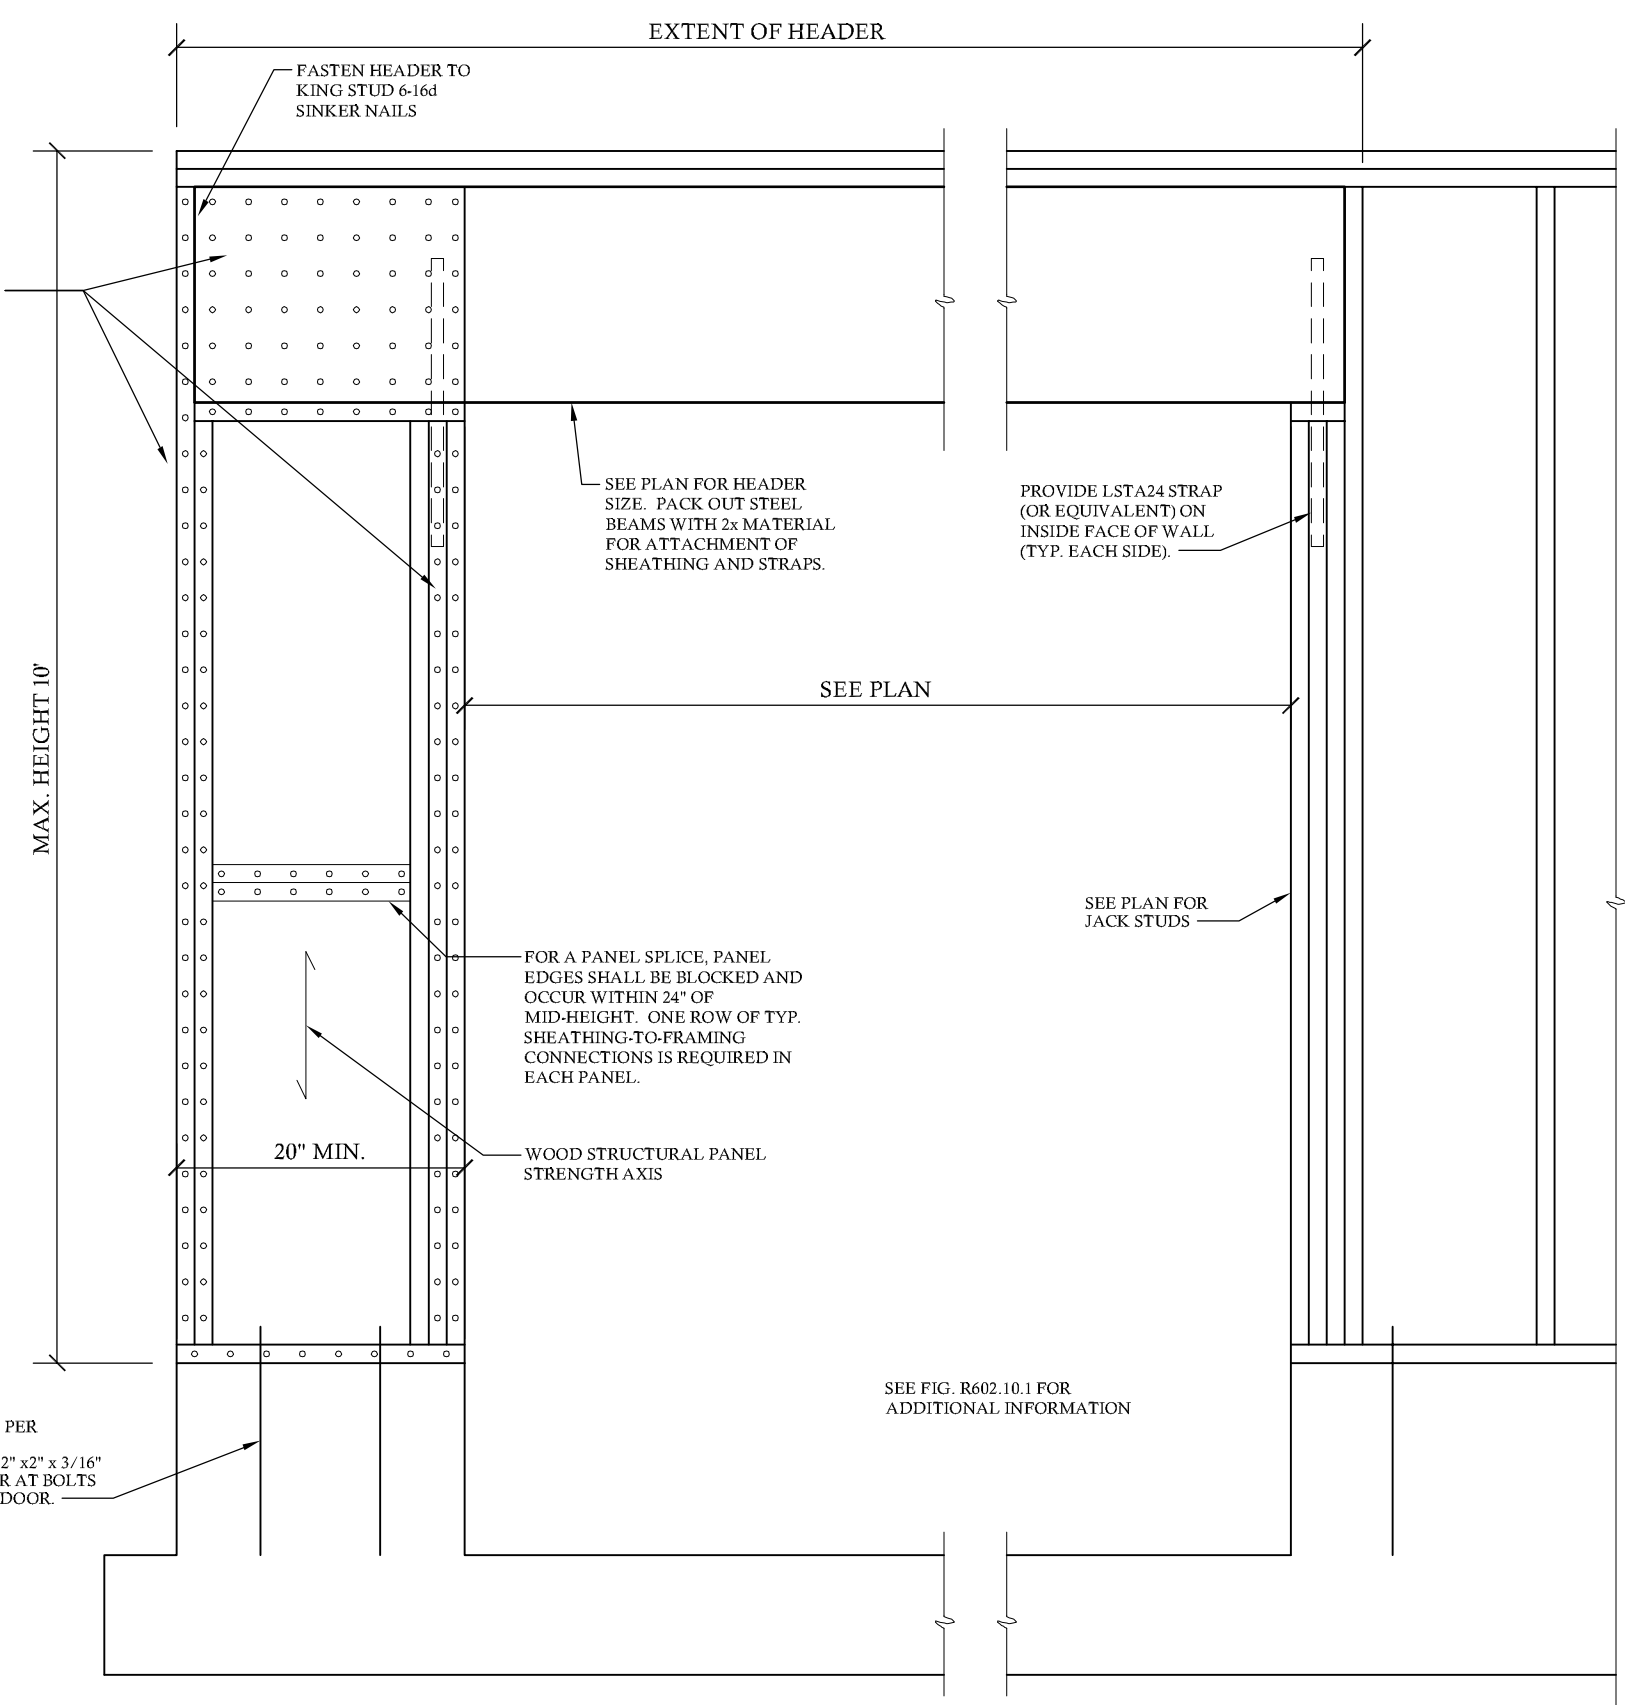 EXTENT OF HEADER
FASTEN HEADER TO
KING STUD 6-16d
SINKER NAILS
SEE PLAN FOR HEADER
SIZE. PACK OUT STEEL
BEAMS WITH 2x MATERIAL
FOR ATTACHMENT OF
SHEATHING AND STRAPS.
PROVIDE LSTA24 STRAP
(OR EQUIVALENT) ON
INSIDE FACE OF WALL
(TYP. EACH SIDE).
MAX. HEIGHT 10'
SEE PLAN
SEE PLAN FOR
JACK STUDS
FOR A PANEL SPLICE, PANEL
EDGES SHALL BE BLOCKED AND
OCCUR WITHIN 24" OF
MID-HEIGHT. ONE ROW OF TYP.
SHEATHING-TO-FRAMING
CONNECTIONS IS REQUIRED IN
EACH PANEL.
20" MIN.
WOOD STRUCTURAL PANEL
STRENGTH AXIS
SEE FIG. R602.10.1 FOR
ADDITIONAL INFORMATION
PER
2" x2" x 3/16"
R AT BOLTS
DOOR.